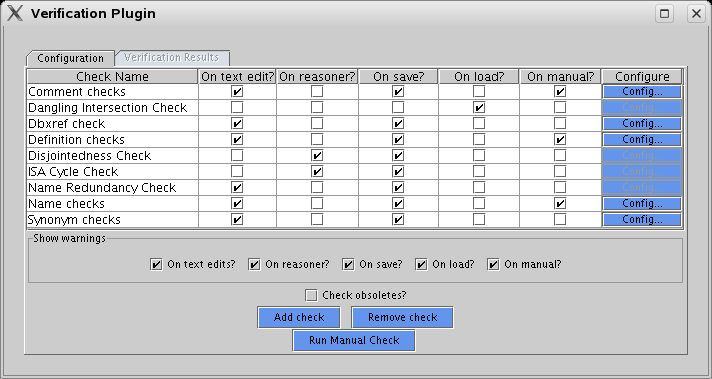 Verification Plugin
Configuration Verification Results
Check Name On text edit? On reasoner? On save? On load? On manual? Configure
Comment checks Config...
Dangling Intersection Check Config...
Dbxref check Config...
Definition checks Config...
Disjointedness Check Config...
ISA Cycle Check Config...
Name Redundancy Check Config...
Name checks Config...
Synonym checks Config...
Show warnings
On text edits? On reasoner? On save? On load? On manual?
Check obsoletes?
Add check Remove check
Run Manual Check